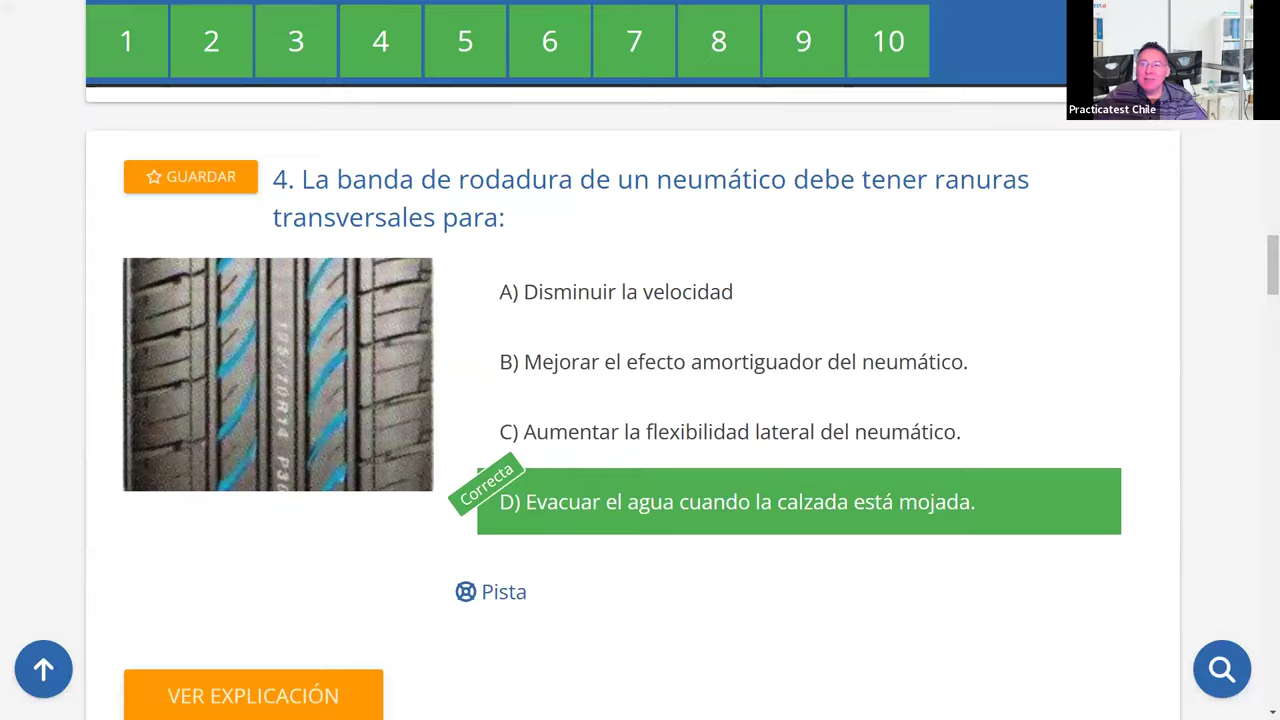 1 2 3 4 5 6 7 8 9 10
Practicatest Chile
GUARDAR
4. La banda de rodadura de un neumático debe tener ranuras
transversales para:
A) Disminuir la velocidad
B) Mejorar el efecto amortiguador del neumático.
C) Aumentar la flexibilidad lateral del neumático.
Correcta
D) Evacuar el agua cuando la calzada está mojada.
Pista
VER EXPLICACIÓN